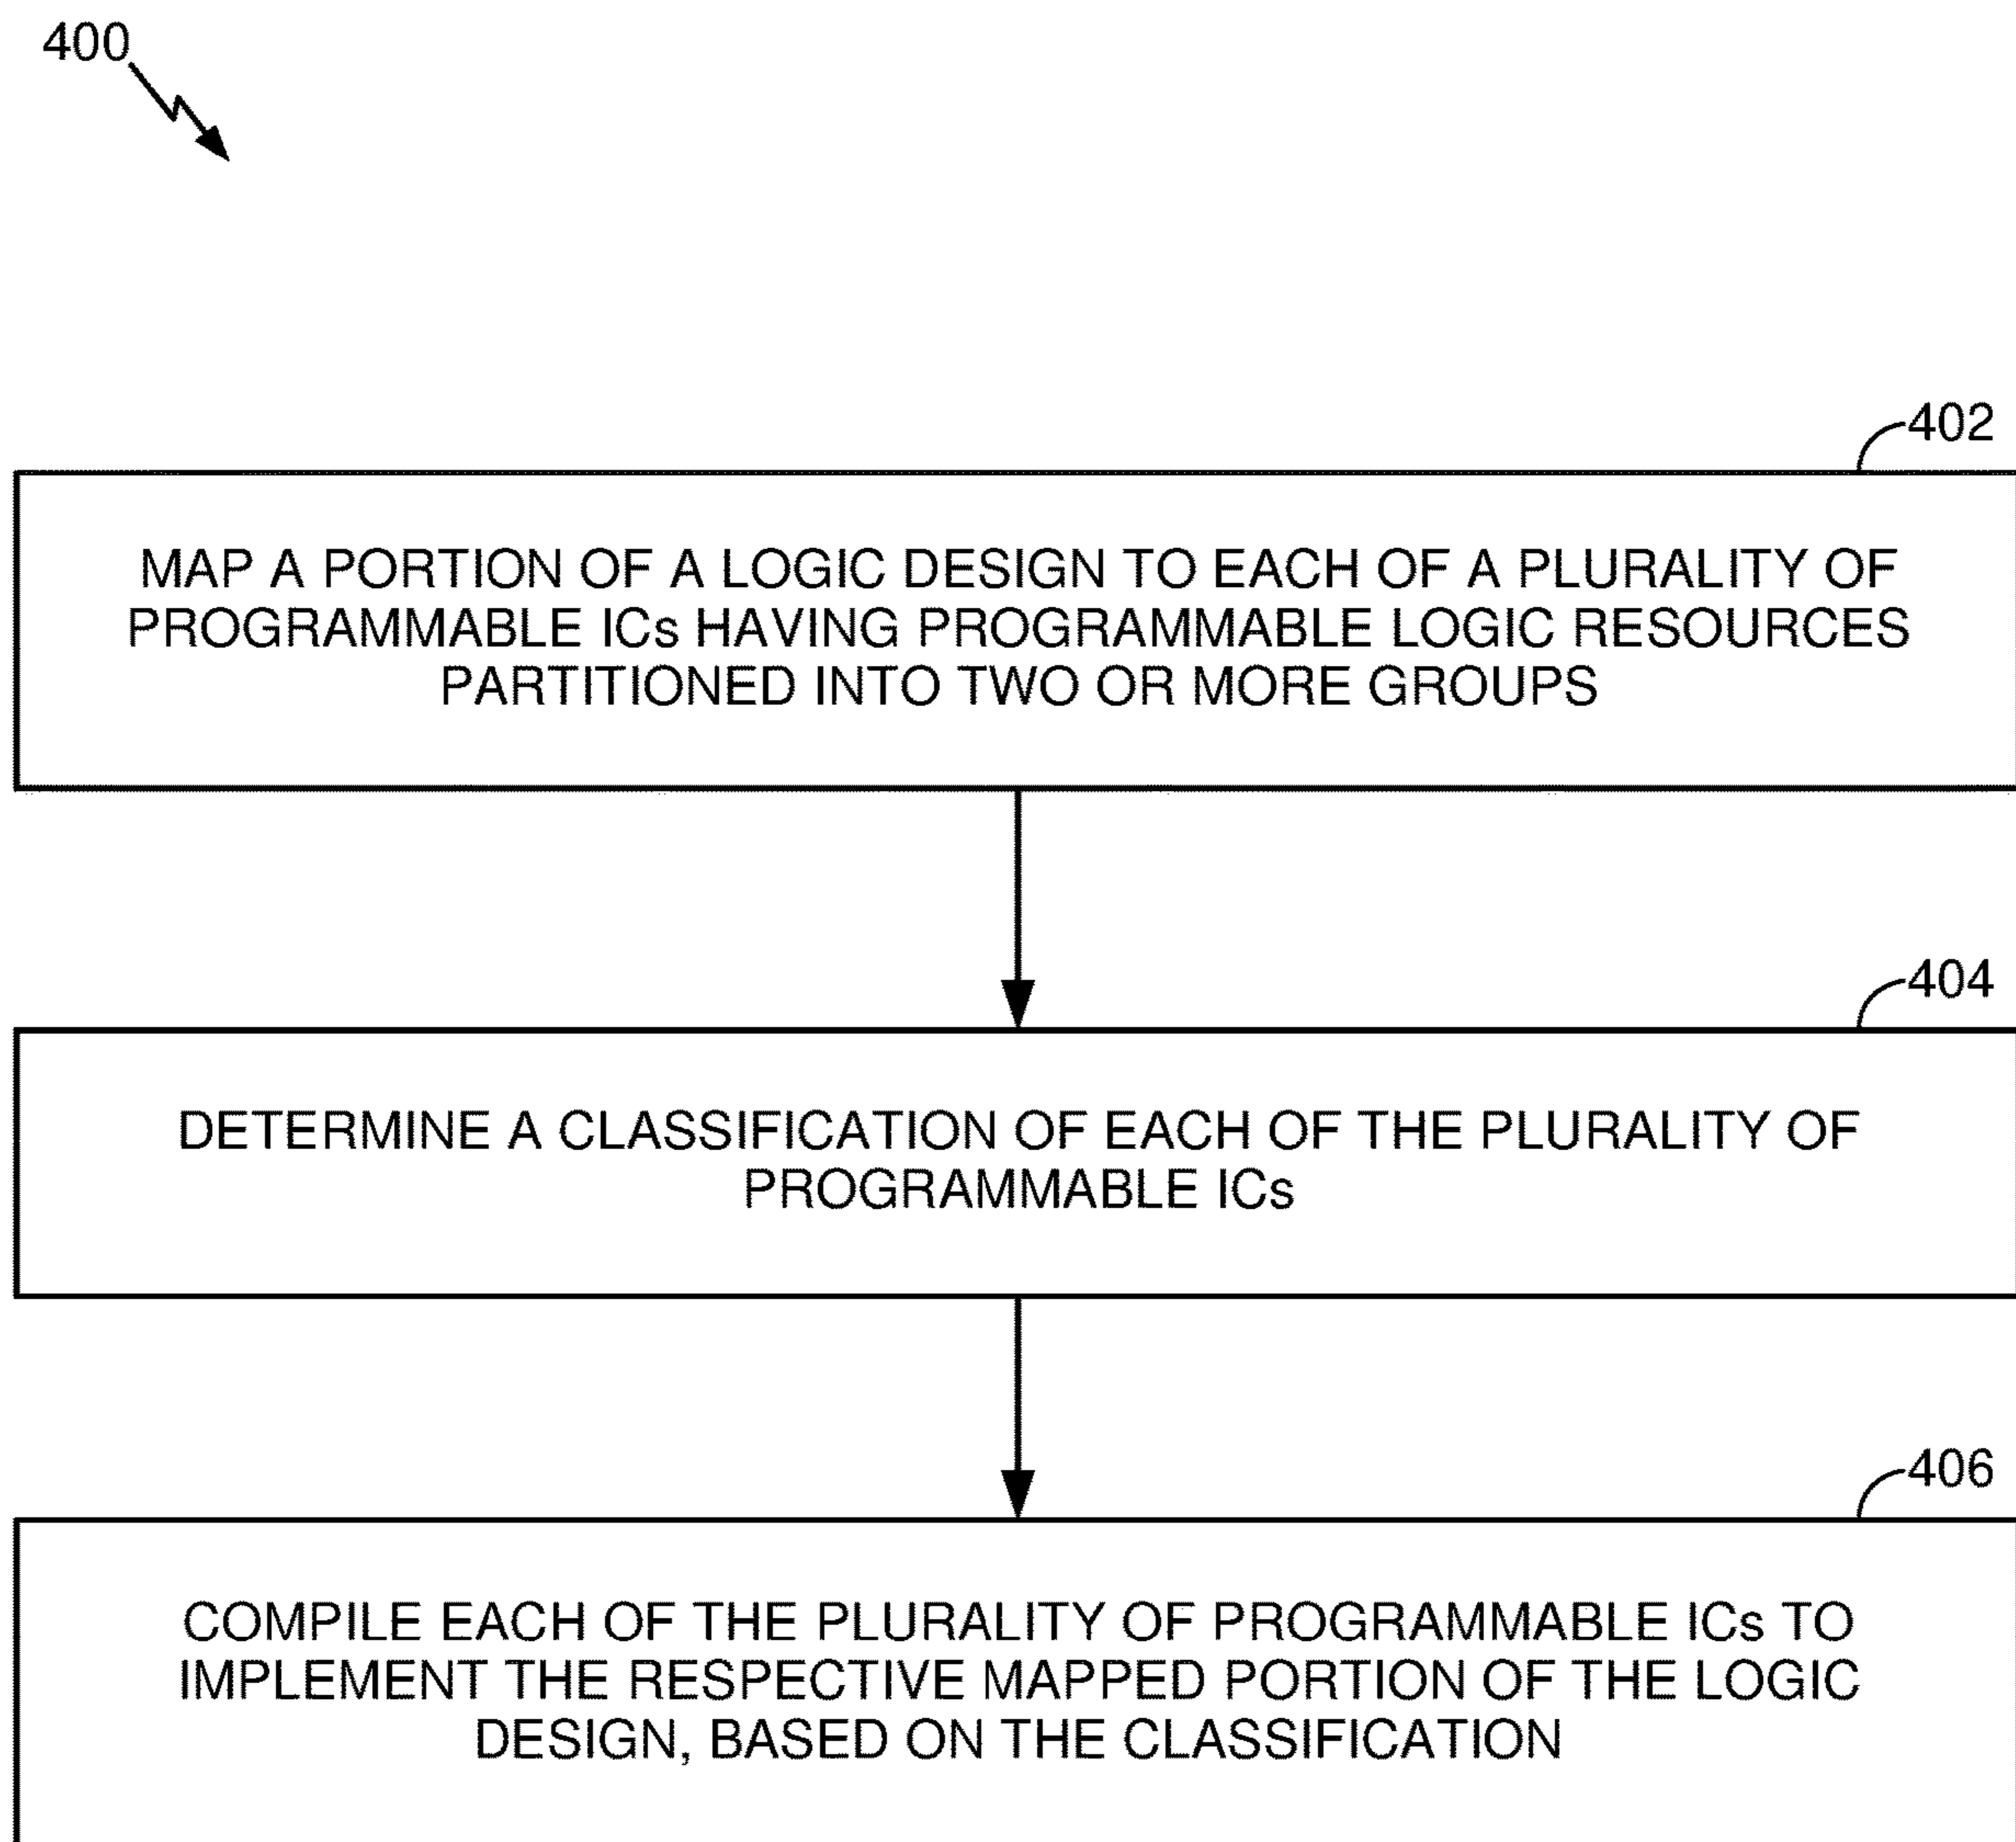 400
402
MAP A PORTION OF A LOGIC DESIGN TO EACH OF A PLURALITY OF
PROGRAMMABLE ICs HAVING PROGRAMMABLE LOGIC RESOURCES
PARTITIONED INTO TWO OR MORE GROUPS
404
DETERMINE A CLASSIFICATION OF EACH OF THE PLURALITY OF
PROGRAMMABLE ICs
406
COMPILE EACH OF THE PLURALITY OF PROGRAMMABLE ICs TO
IMPLEMENT THE RESPECTIVE MAPPED PORTION OF THE LOGIC
DESIGN, BASED ON THE CLASSIFICATION